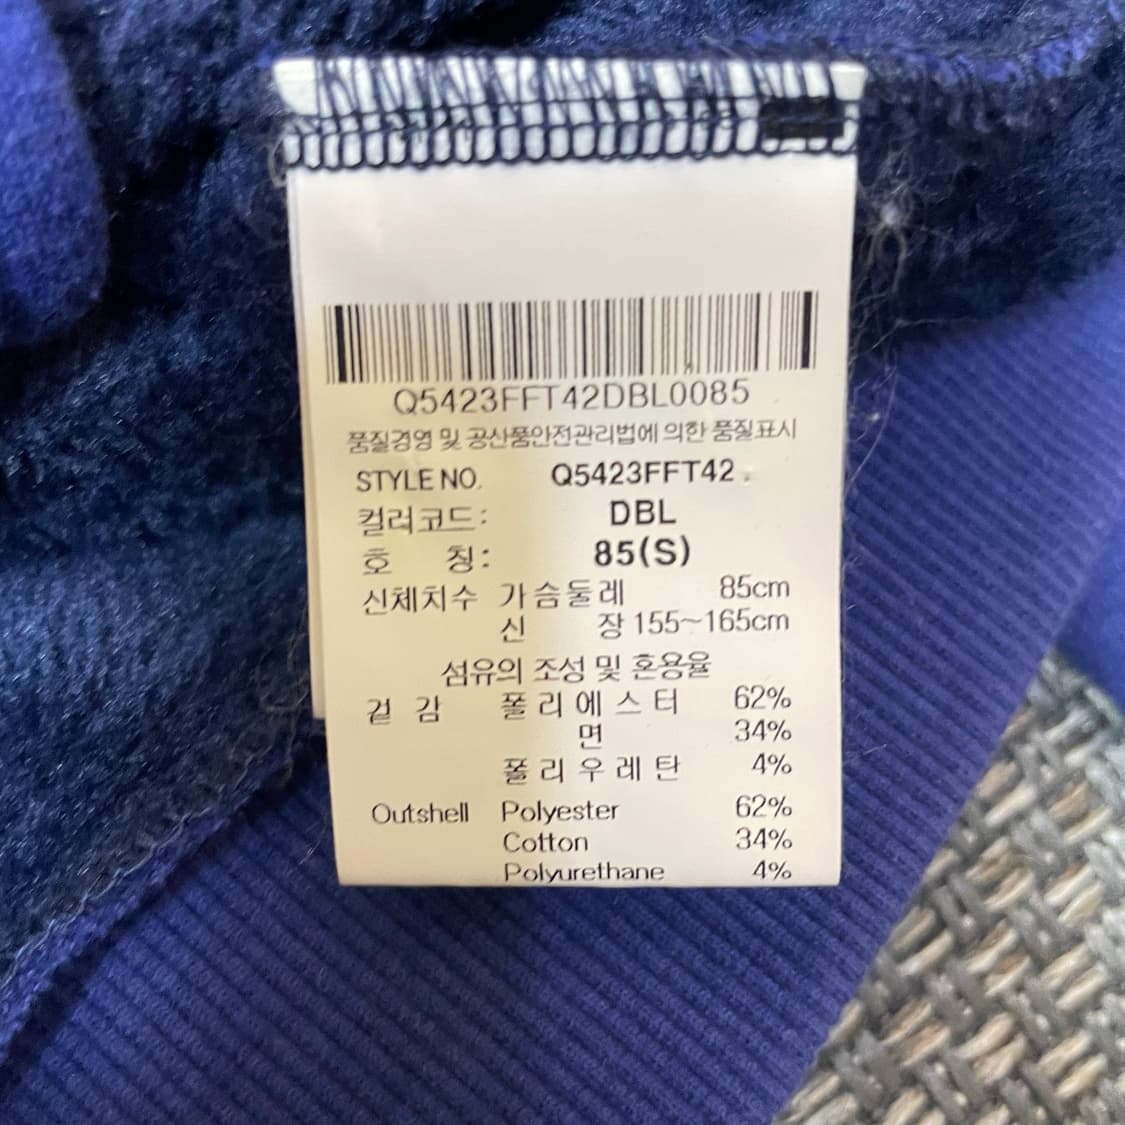 Q5423FFT42DBL0085
품질경영 및 공산품안전관리법에 의한 품질표시
STYLE NO. Q5423FFT42
컬러코드: DBL
호 칭: 85(S)
신체치수 가슴둘레 85cm
신 장 155~165cm
섬유의 조성 및 혼용율
겉 감 폴리에스터 62%
면 34%
폴리우레탄 4%
Outshell Polyester 62%
Cotton 34%
Polyurethane 4%